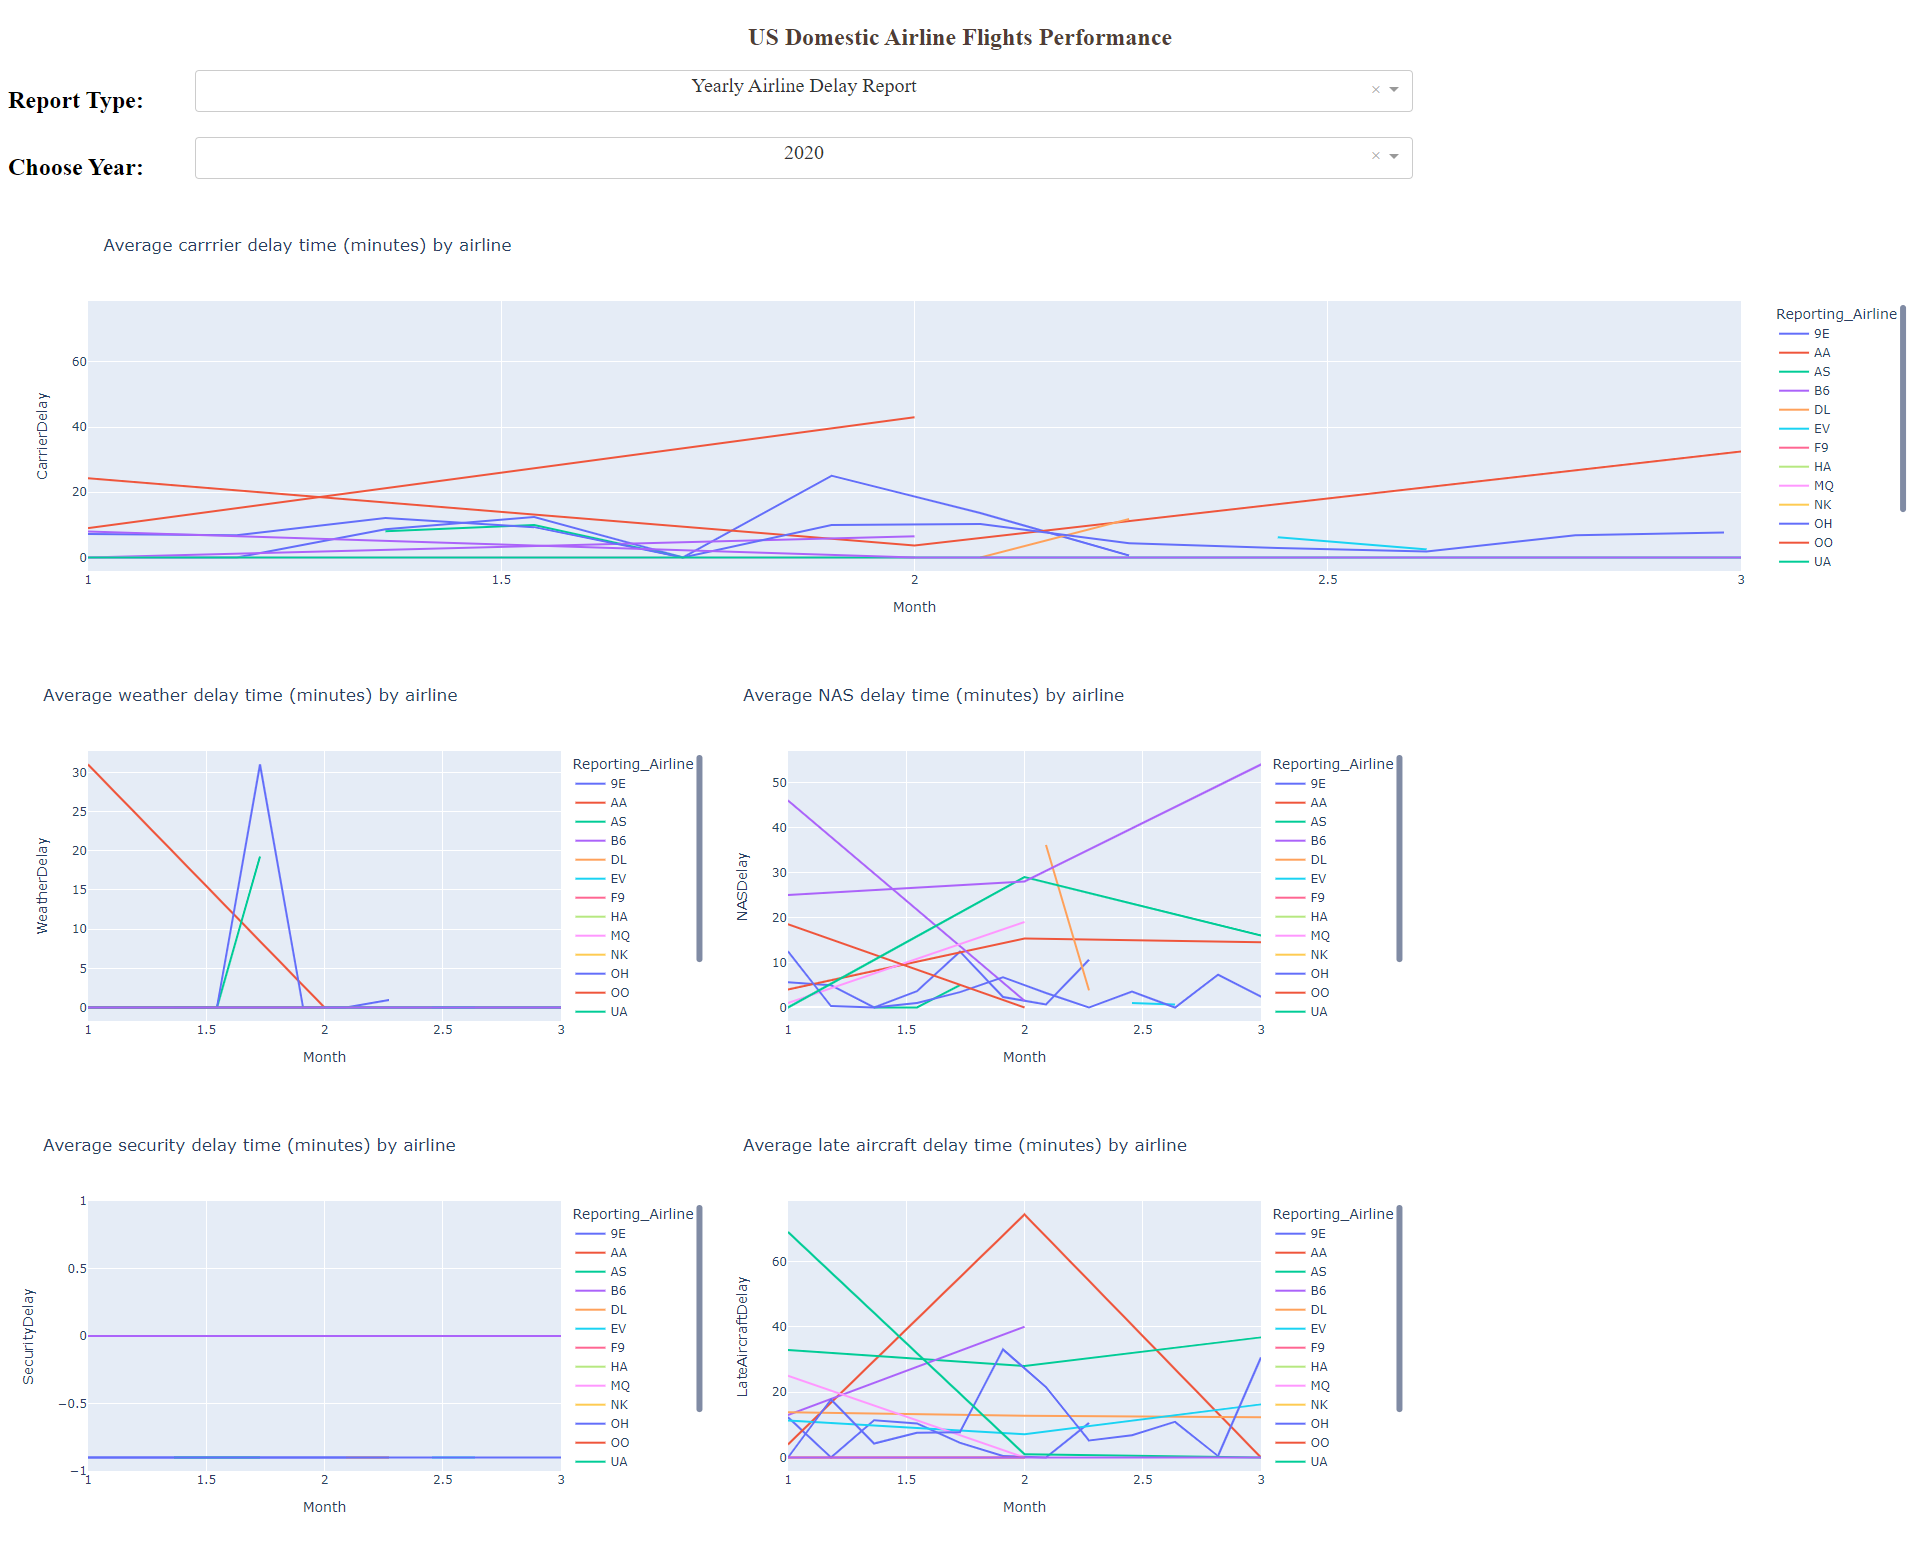 US Domestic Airline Flights Performance
Report Type:
Yearly Airline Delay Report
×
Choose Year:
2020
×
Average carrrier delay time (minutes) by airline
CarrierDelay
60
40
20
0
1 1.5 2 2.5 3
Month
Reporting_Airline
9E
AA
AS
B6
DL
EV
F9
HA
MQ
NK
OH
OO
UA
Average weather delay time (minutes) by airline
WeatherDelay
30
25
20
15
10
5
0
1 1.5 2 2.5 3
Month
Reporting_Airline
9E
AA
AS
B6
DL
EV
F9
HA
MQ
NK
OH
OO
UA
Average NAS delay time (minutes) by airline
NASDelay
50
40
30
20
10
0
1 1.5 2 2.5 3
Month
Reporting_Airline
9E
AA
AS
B6
DL
EV
F9
HA
MQ
NK
OH
OO
UA
Average security delay time (minutes) by airline
SecurityDelay
1
0.5
0
−0.5
−1
1 1.5 2 2.5 3
Month
Reporting_Airline
9E
AA
AS
B6
DL
EV
F9
HA
MQ
NK
OH
OO
UA
Average late aircraft delay time (minutes) by airline
LateAircraftDelay
60
40
20
0
1 1.5 2 2.5 3
Month
Reporting_Airline
9E
AA
AS
B6
DL
EV
F9
HA
MQ
NK
OH
OO
UA